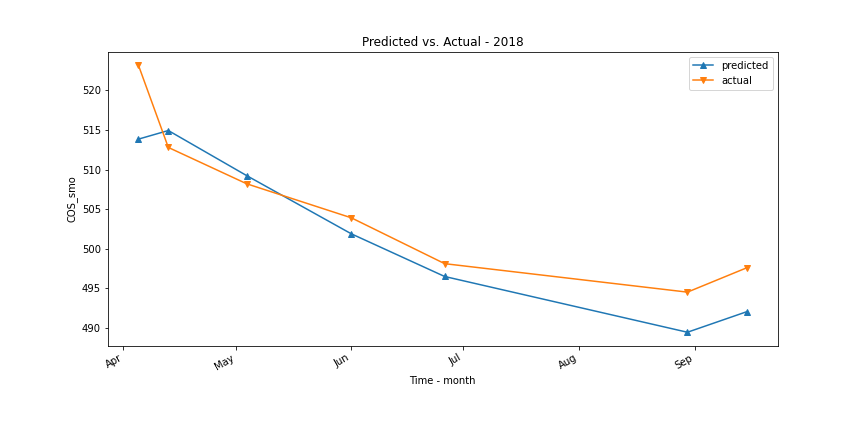 Predicted vs. Actual - 2018
predicted
actual
COS_smo
520
515
510
505
500
495
490
Apr
May
Jun
Jul
Aug
Sep
Time - month